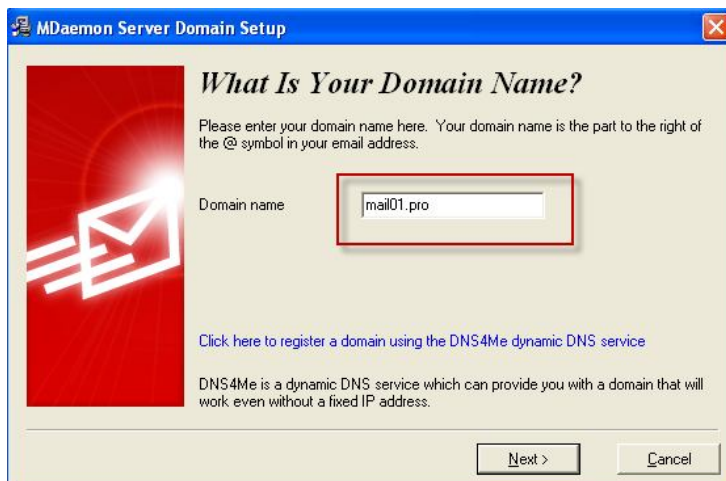 MDaemon Server Domain Setup
What Is Your Domain Name?
Please enter your domain name here.  Your domain name is the part to the right of
the @ symbol in your email address.
Domain name
mail01.pro
Click here to register a domain using the DNS4Me dynamic DNS service
DNS4Me is a dynamic DNS service which can provide you with a domain that will
work even without a fixed IP address.
Next >
Cancel